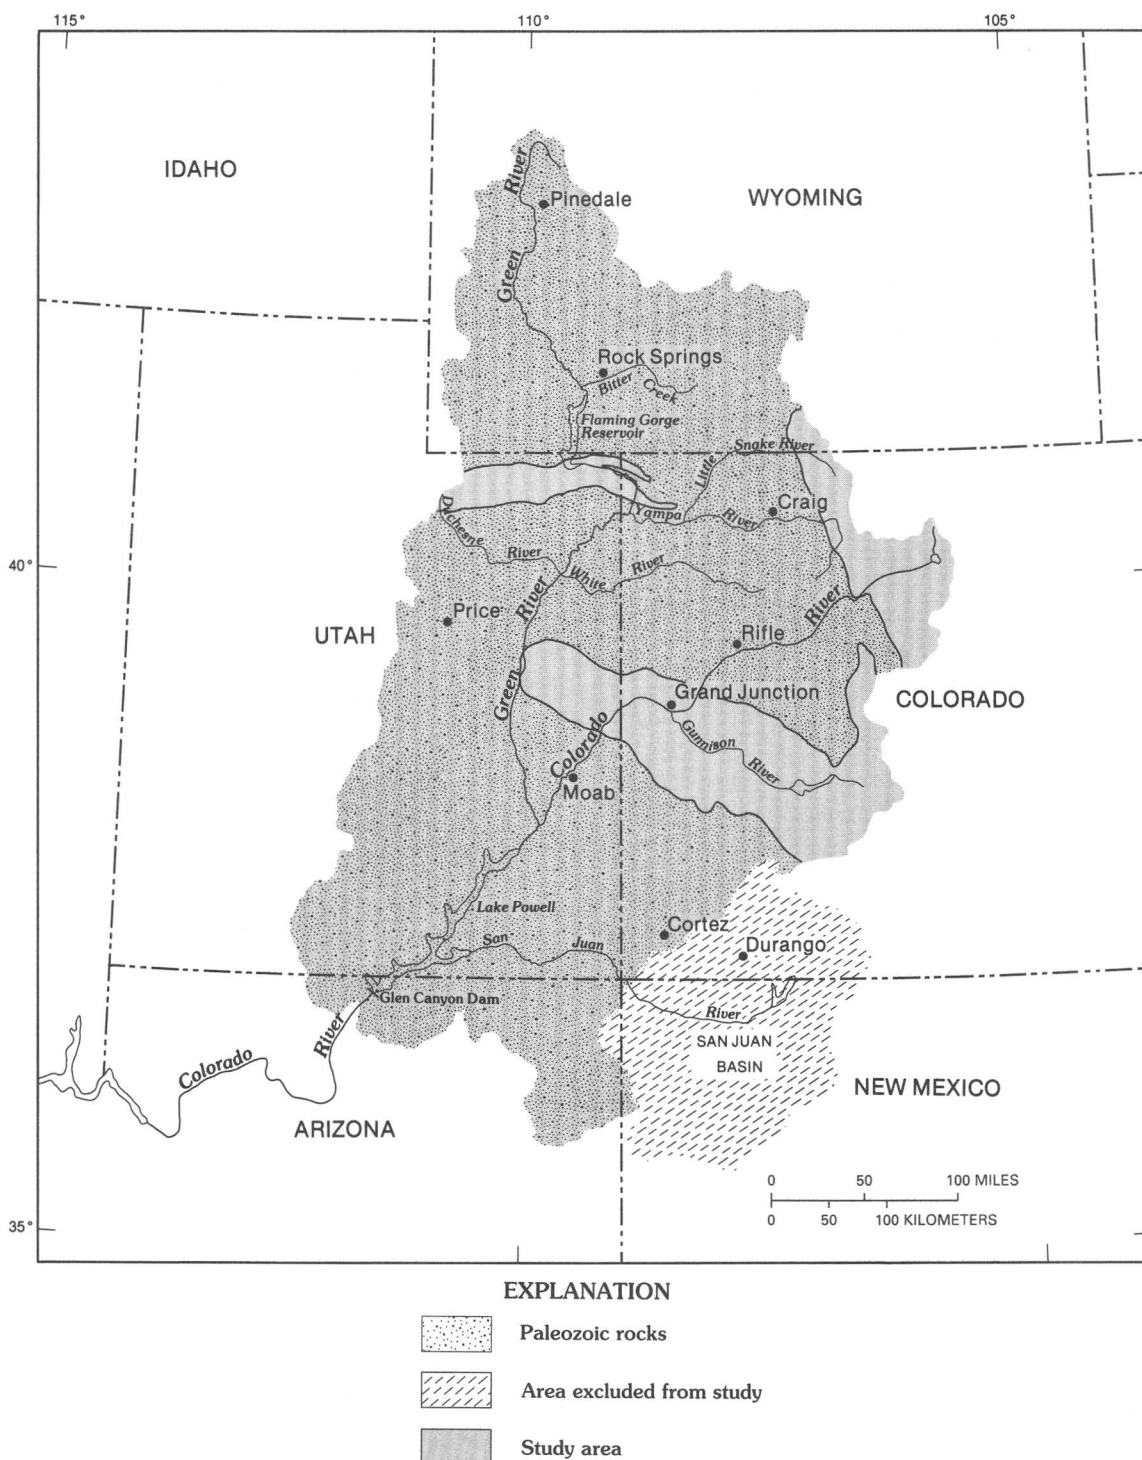 115°
110°
105°
IDAHO
WYOMING
River
Pinedale
Green
Rock Springs
Bitter
Creek
Flaming Gorge
Reservoir
Snake River
Little
Craig
Duchesne
Yampa
River
40°
River
White
River
River
River
Price
UTAH
Rifle
Green
Grand Junction
COLORADO
Colorado
Gunnison
River
Moab
Lake Powell
Cortez
San
Juan
Durango
Glen Canyon Dam
River
River
SAN JUAN
BASIN
Colorado
NEW MEXICO
ARIZONA
0 50 100 MILES
0 50 100 KILOMETERS
35°
EXPLANATION
Paleozoic rocks
Area excluded from study
Study area